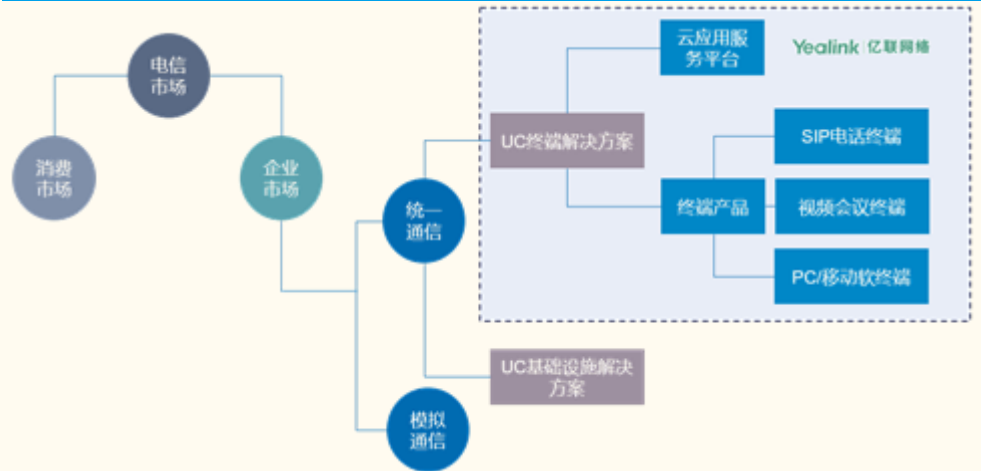 云应用服
务平台
Yealink 亿联网络
电信
市场
UC终端解决方案
SIP电话终端
消费
市场
企业
市场
统一
通信
终端产品
视频会议终端
PC/移动软终端
UC基础设施解决
方案
模拟
通信